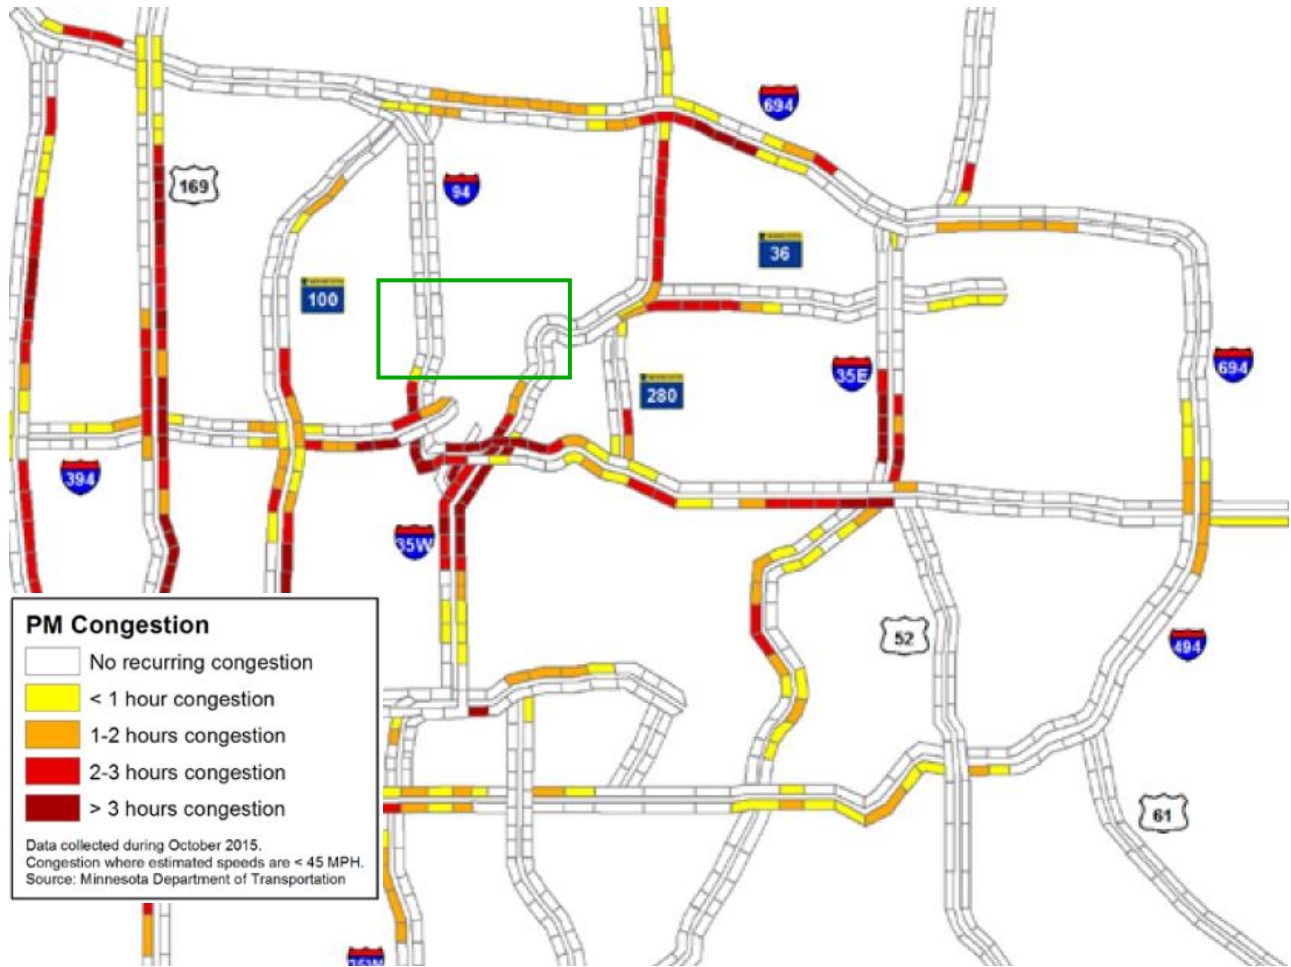 694
169
94
36
100
694
35E
280
394
35W
52
494
61
PM Congestion
No recurring congestion
< 1 hour congestion
1-2 hours congestion
2-3 hours congestion
> 3 hours congestion
Data collected during October 2015.
Congestion where estimated speeds are < 45 MPH.
Source: Minnesota Department of Transportation